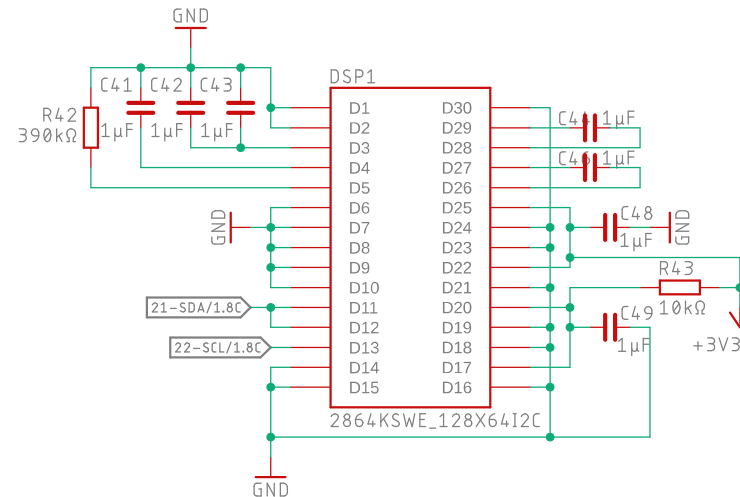 GND
DSP1
C41 C42 C43
R42
390kΩ
1µF 1µF 1µF
D1 D30
D2 D29
D3 D28
D4 D27
D5 D26
D6 D25
D7 D24
D8 D23
D9 D22
D10 D21
D11 D20
D12 D19
D13 D18
D14 D17
D15 D16
C44 1µF
C46 1µF
GND
C48
1µF
GND
R43
10kΩ
21-SDA/1.8C
C49
1µF
+3V3
22-SCL/1.8C
2864KSWE_128X64I2C
GND